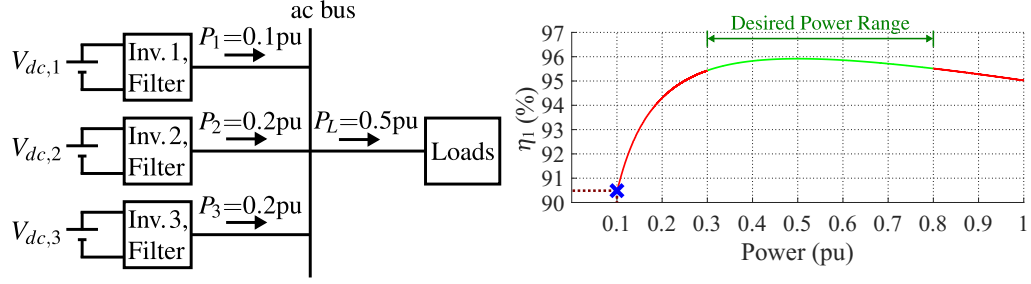 ac bus
V_{dc,1}
Inv.1,
Filter
P_1=0.1pu
V_{dc,2}
Inv.2,
Filter
P_2=0.2pu
P_L=0.5pu
Loads
V_{dc,3}
Inv.3,
Filter
P_3=0.2pu
Desired Power Range
η_1 (%)
96
95
94
93
92
91
90
0.1 0.2 0.3 0.4 0.5 0.6 0.7 0.8 0.9 1
Power (pu)
97